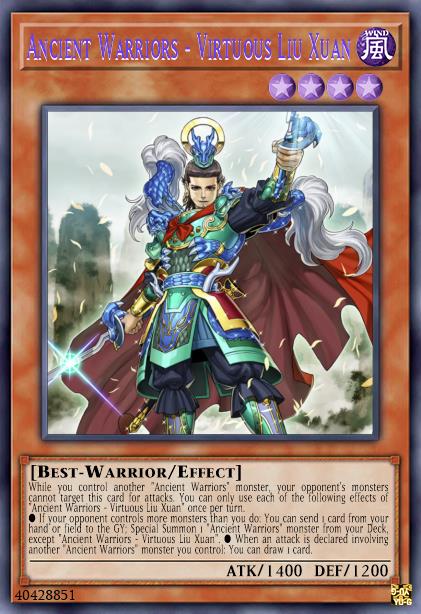 Ancient Warriors - Virtuous Liu Xuan
WIND
風
[Best-Warrior/Effect]
While you control another "Ancient Warriors" monster, your opponent's monsters
cannot target this card for attacks. You can only use each of the following effects of
"Ancient Warriors - Virtuous Liu Xuan" once per turn.
● If your opponent controls more monsters than you do: You can send 1 card from your
hand or field to the GY; Special Summon 1 "Ancient Warriors" monster from your Deck,
except "Ancient Warriors - Virtuous Liu Xuan". ● When an attack is declared involving
another "Ancient Warriors" monster you control: You can draw 1 card.
ATK/1400 DEF/1200
40428851